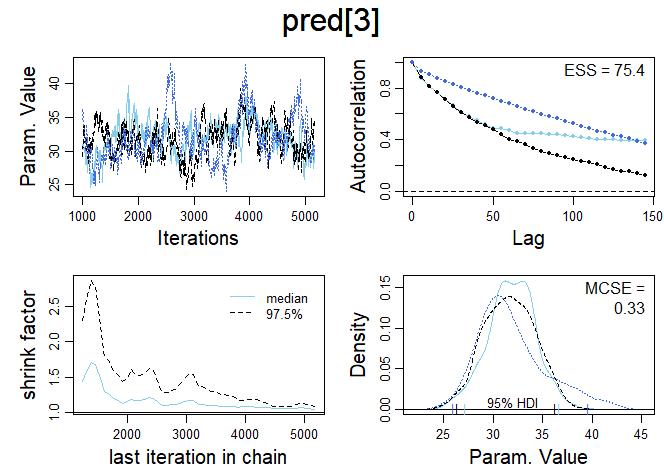 pred[3]
Param. Value
25 30 35 40
1000 2000 3000 4000 5000
Iterations
Autocorrelation
0.0 0.4 0.8
ESS = 75.4
0 50 100 150
Lag
shrink factor
1.0 1.5 2.0 2.5
median
97.5%
2000 3000 4000 5000
last iteration in chain
Density
0.00 0.05 0.10 0.15
MCSE =
0.33
95% HDI
25 30 35 40 45
Param. Value